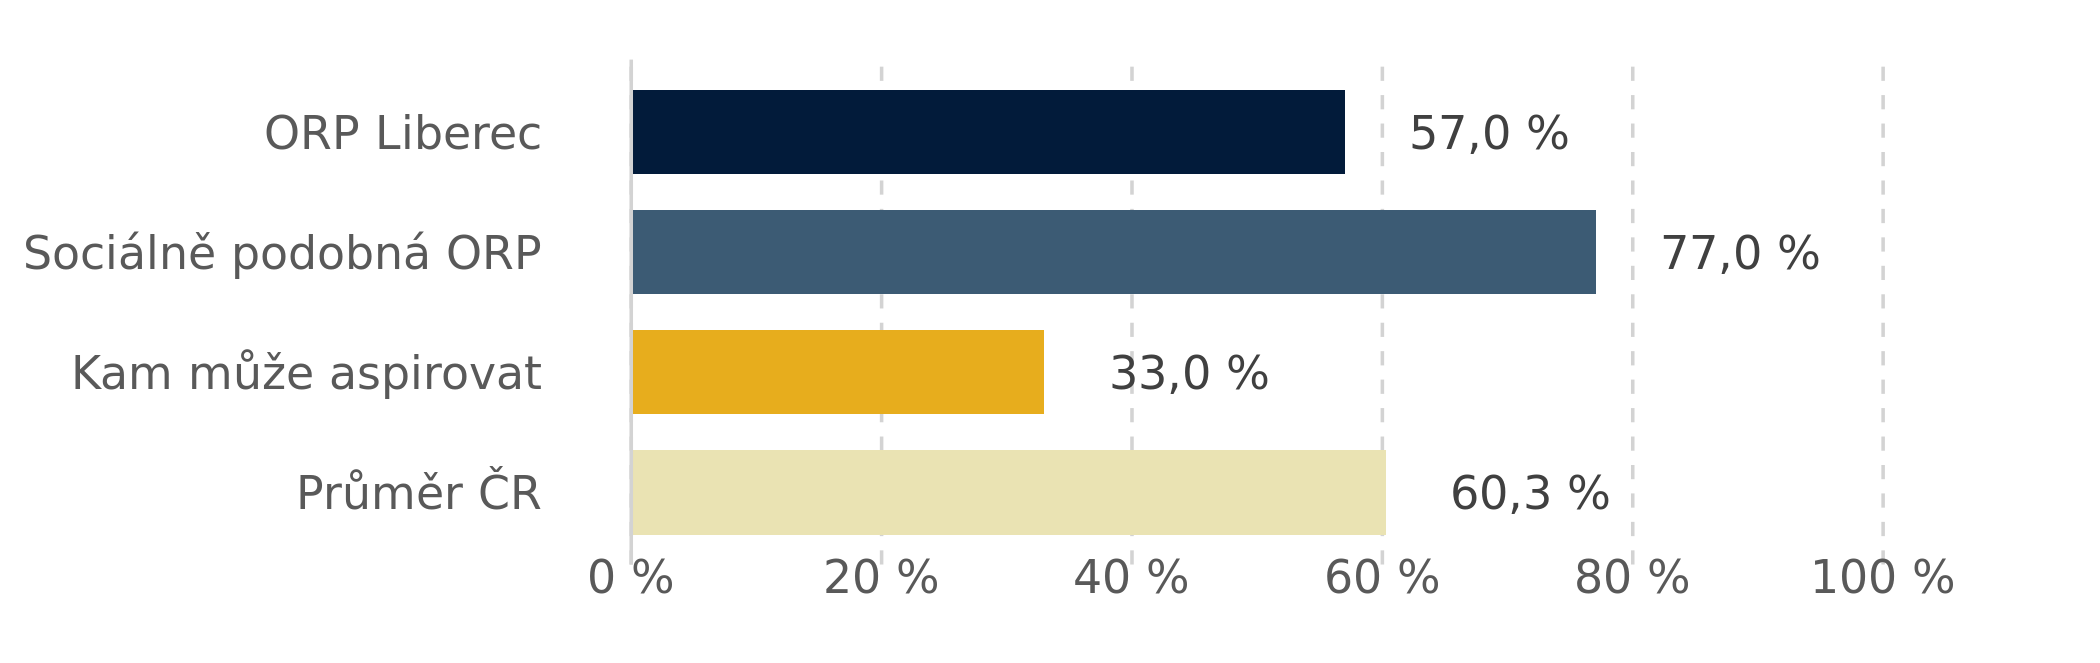 ORP Liberec 57,0 %
Sociálně podobná ORP 77,0 %
Kam může aspirovat 33,0 %
Průměr ČR 60,3 %
0 % 20 % 40 % 60 % 80 % 100 %